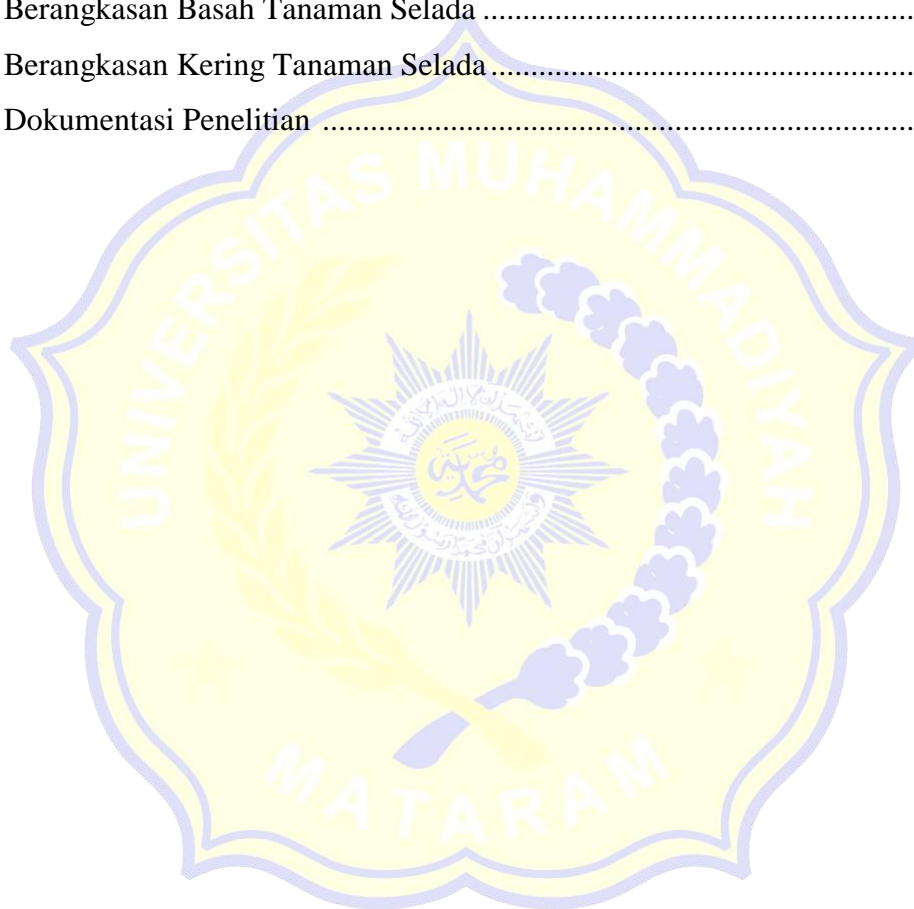 Berangkasan Basah Tanaman Selada ......................................................
Berangkasan Kering Tanaman Selada .....................................................
Dokumentasi Penelitian ..........................................................................
UNIVERSITAS MUHAMMADIYAH
MATARAM